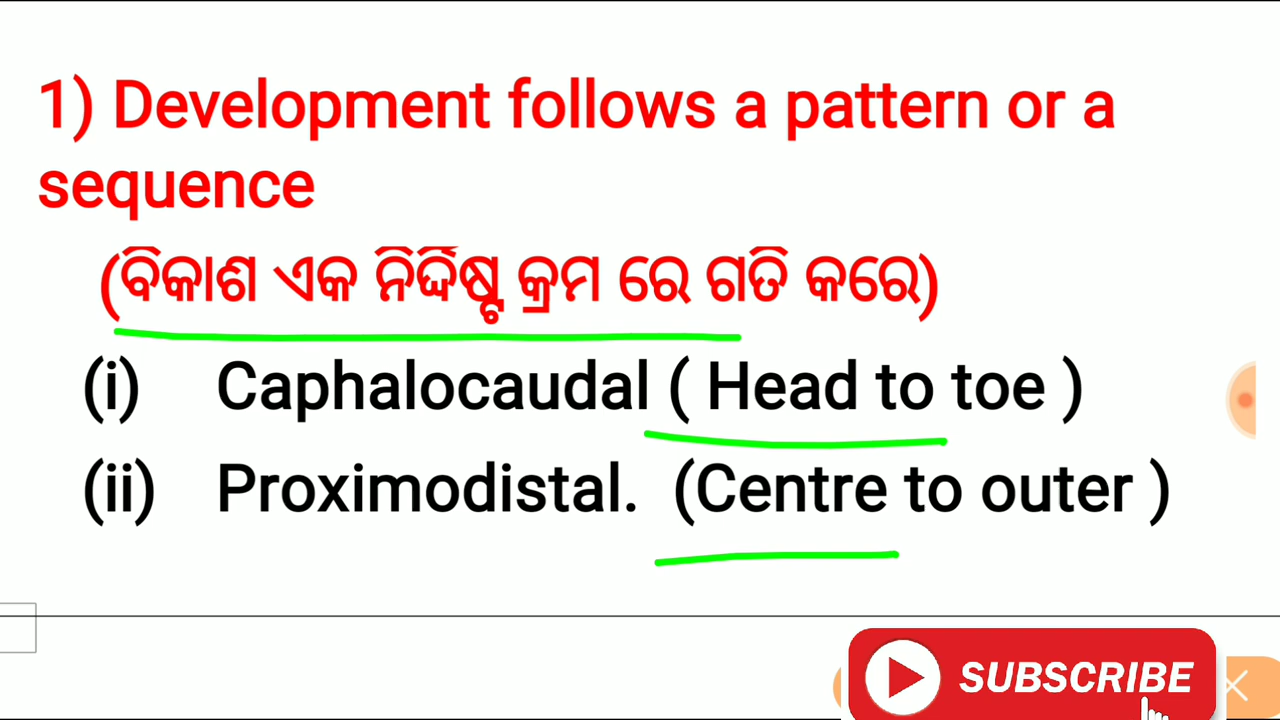 1) Development follows a pattern or a
sequence
(ବିକାଶ ଏକ ନିର୍ଦ୍ଦିଷ୍ଟ କ୍ରମ ରେ ଗତି କରେ)
(i) Caphalocaudal ( Head to toe )
(ii) Proximodistal. (Centre to outer )
SUBSCRIBE